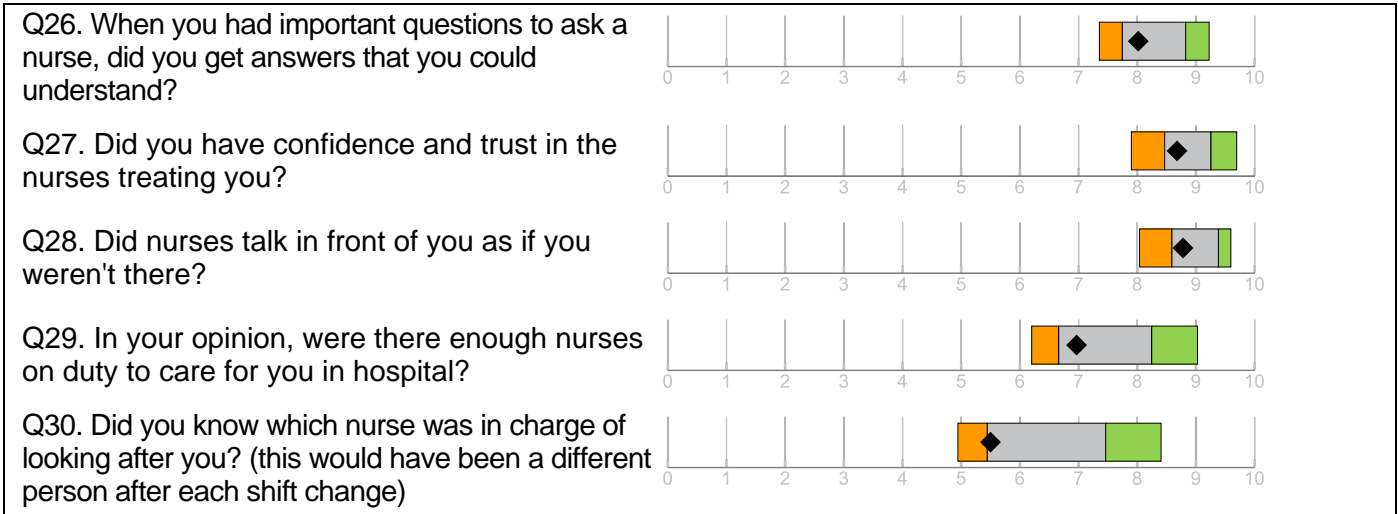 Q26. When you had important questions to ask a
nurse, did you get answers that you could
understand?
0 1 2 3 4 5 6 7 8 9 10
Q27. Did you have confidence and trust in the
nurses treating you?
0 1 2 3 4 5 6 7 8 9 10
Q28. Did nurses talk in front of you as if you
weren't there?
0 1 2 3 4 5 6 7 8 9 10
Q29. In your opinion, were there enough nurses
on duty to care for you in hospital?
0 1 2 3 4 5 6 7 8 9 10
Q30. Did you know which nurse was in charge of
looking after you? (this would have been a different
person after each shift change)
0 1 2 3 4 5 6 7 8 9 10